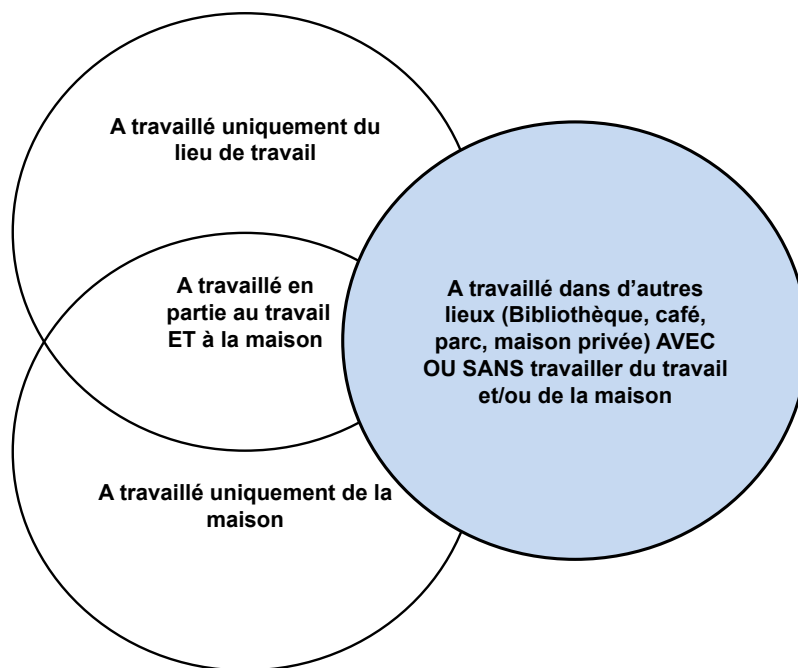 A travaillé uniquement du
lieu de travail
A travaillé en
partie au travail
ET à la maison
A travaillé dans d’autres
lieux (Bibliothèque, café,
parc, maison privée) AVEC
OU SANS travailler du travail
et/ou de la maison
A travaillé uniquement de la
maison